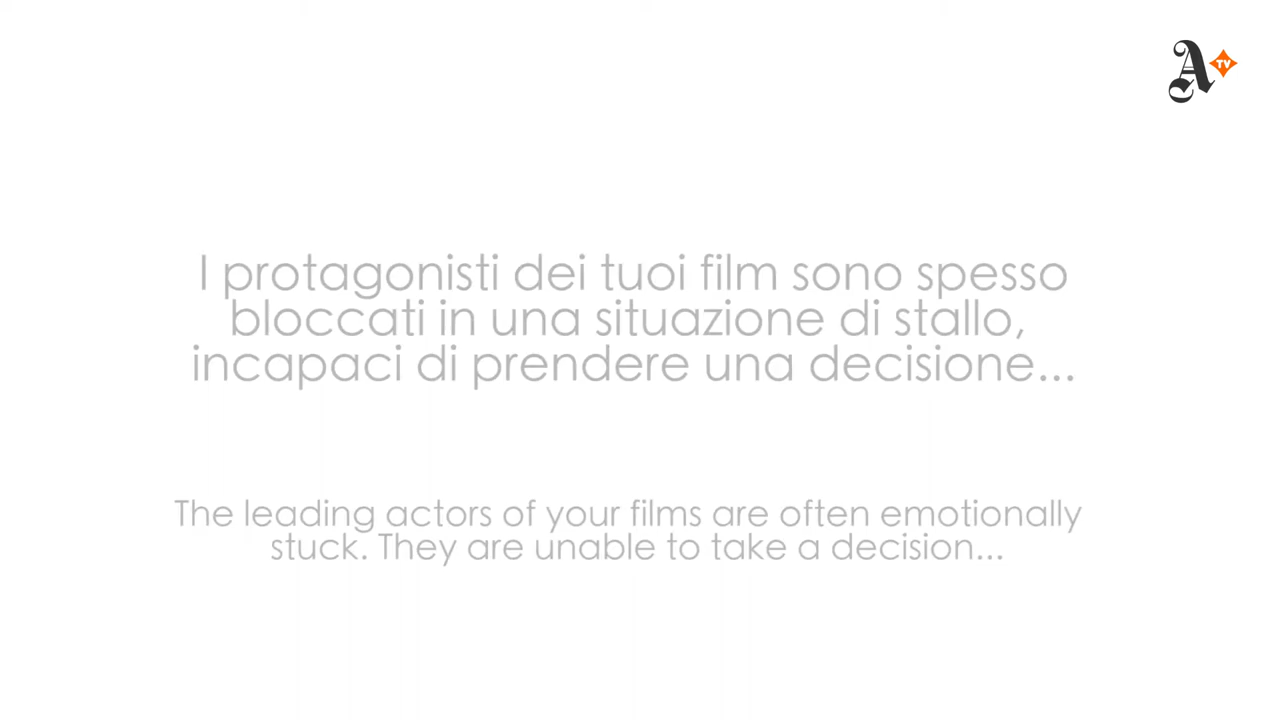 A TV
I protagonisti dei tuoi film sono spesso
bloccati in una situazione di stallo,
incapaci di prendere una decisione...
The leading actors of your films are often emotionally
stuck. They are unable to take a decision...